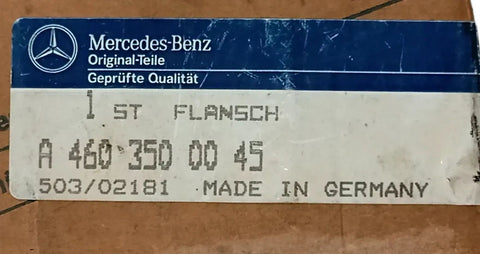 Mercedes-Benz
Original-Teile
Geprüfte Qualität
1 ST FLANSCH
A 460 350 00 45
503/02181 MADE IN GERMANY